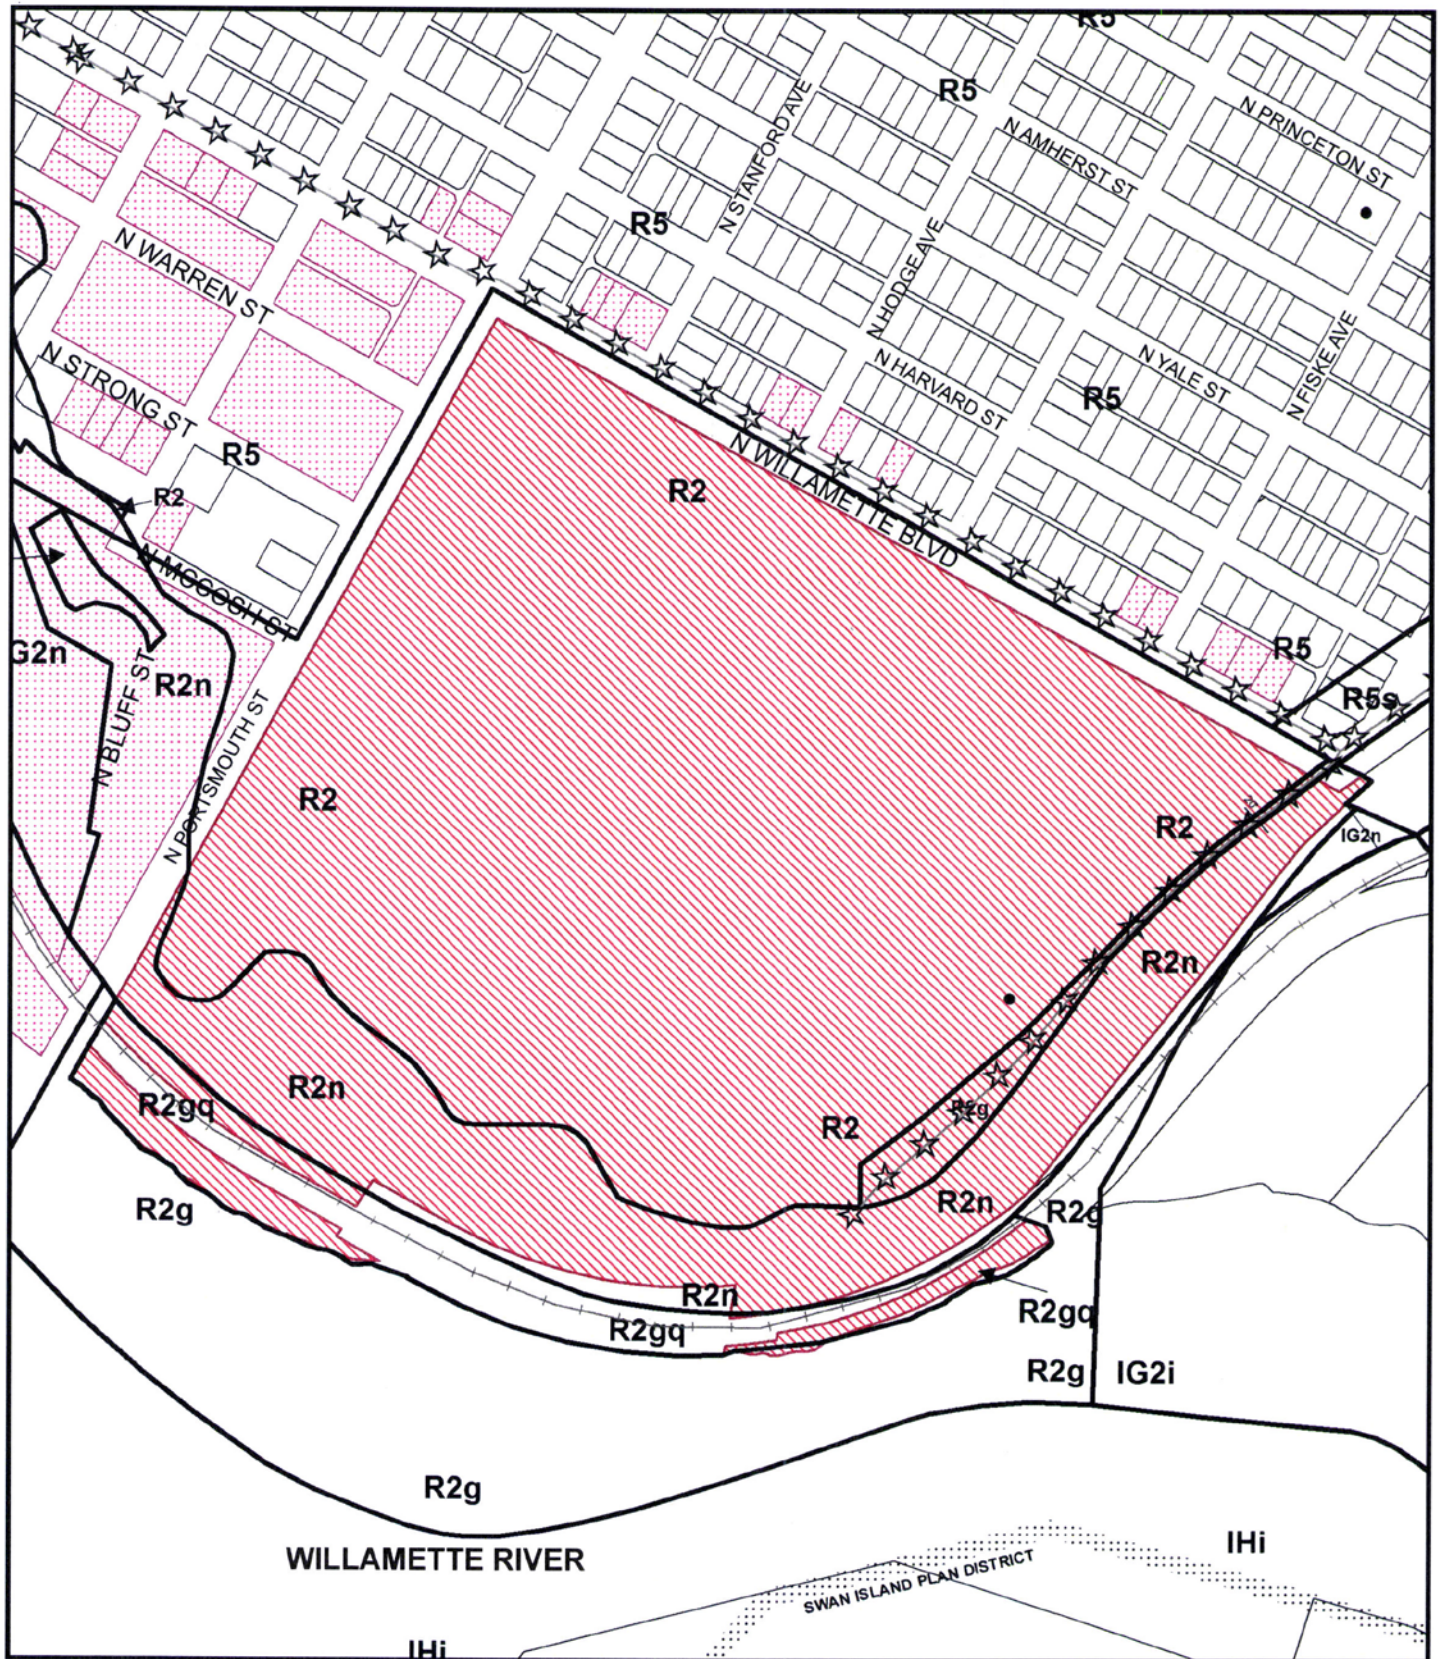 R5
R5
N PRINCETON ST
N AMHERST ST
N STANFORD AVE
R5
N HODGE AVE
N WARREN ST
N FISKE AVE
N YALE ST
N HARVARD ST
R5
N STRONG ST
R5
N WILLAMETTE BLVD
R2
R2
N MCCOSH ST
G2n
R2n
N BLUFF ST
R5
R5s
N PORTSMOUTH ST
R2
R2
IG2n
R2n
R2n
R2gq
R2g
R2
R2n
R2g
R2g
R2n
R2gq
R2gq
R2g
IG2i
R2g
WILLAMETTE RIVER
IHi
SWAN ISLAND PLAN DISTRICT
IHi